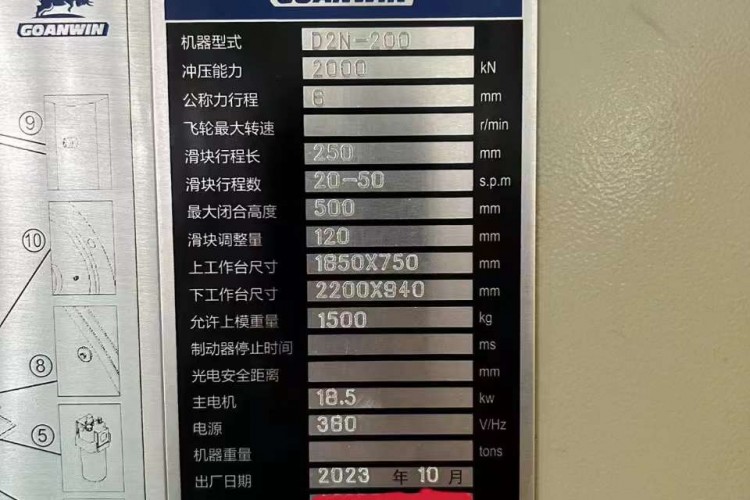 GOANWIN
GOANWIN
机器型式 D2N-200
冲压能力 2000 kN
公称力行程 6 mm
飞轮最大转速 r/min
滑块行程长 250 mm
滑块行程数 20-50 s.p.m
最大闭合高度 500 mm
滑块调整量 120 mm
上工作台尺寸 1850X750 mm
下工作台尺寸 2200X940 mm
允许上模重量 1500 kg
制动器停止时间 ms
光电安全距离 mm
主电机 18.5 kw
电源 380 V/Hz
机器重量 tons
出厂日期 2023 年 10 月
⑨
⑩
⑧
⑤